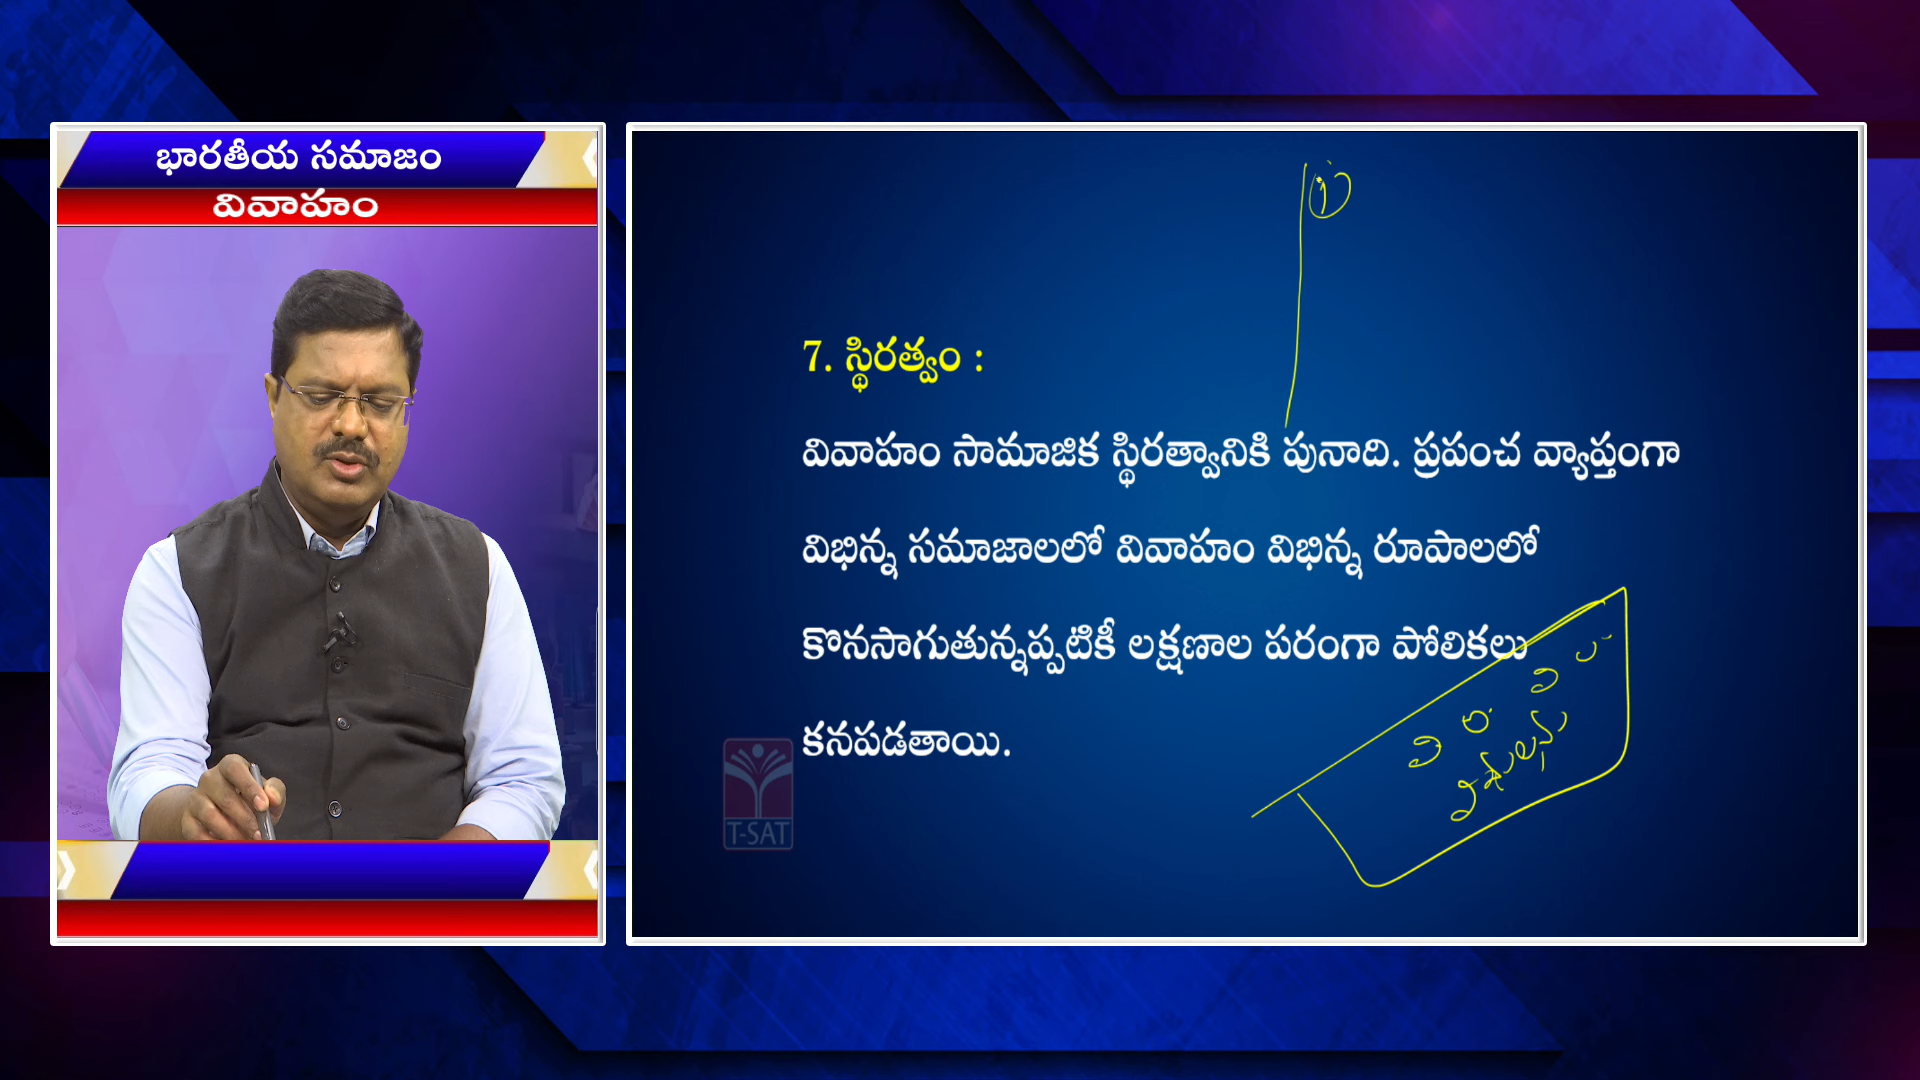 భారతీయ సమాజం
వివాహం
7. స్థిరత్వం :
వివాహం సామాజిక స్థిరత్వానికి పునాది. ప్రపంచ వ్యాప్తంగా
విభిన్న సమాజాలలో వివాహం విభిన్న రూపాలలో
కొనసాగుతున్నప్పటికీ లక్షణాల పరంగా పోలికలు
కనపడతాయి.
T-SAT